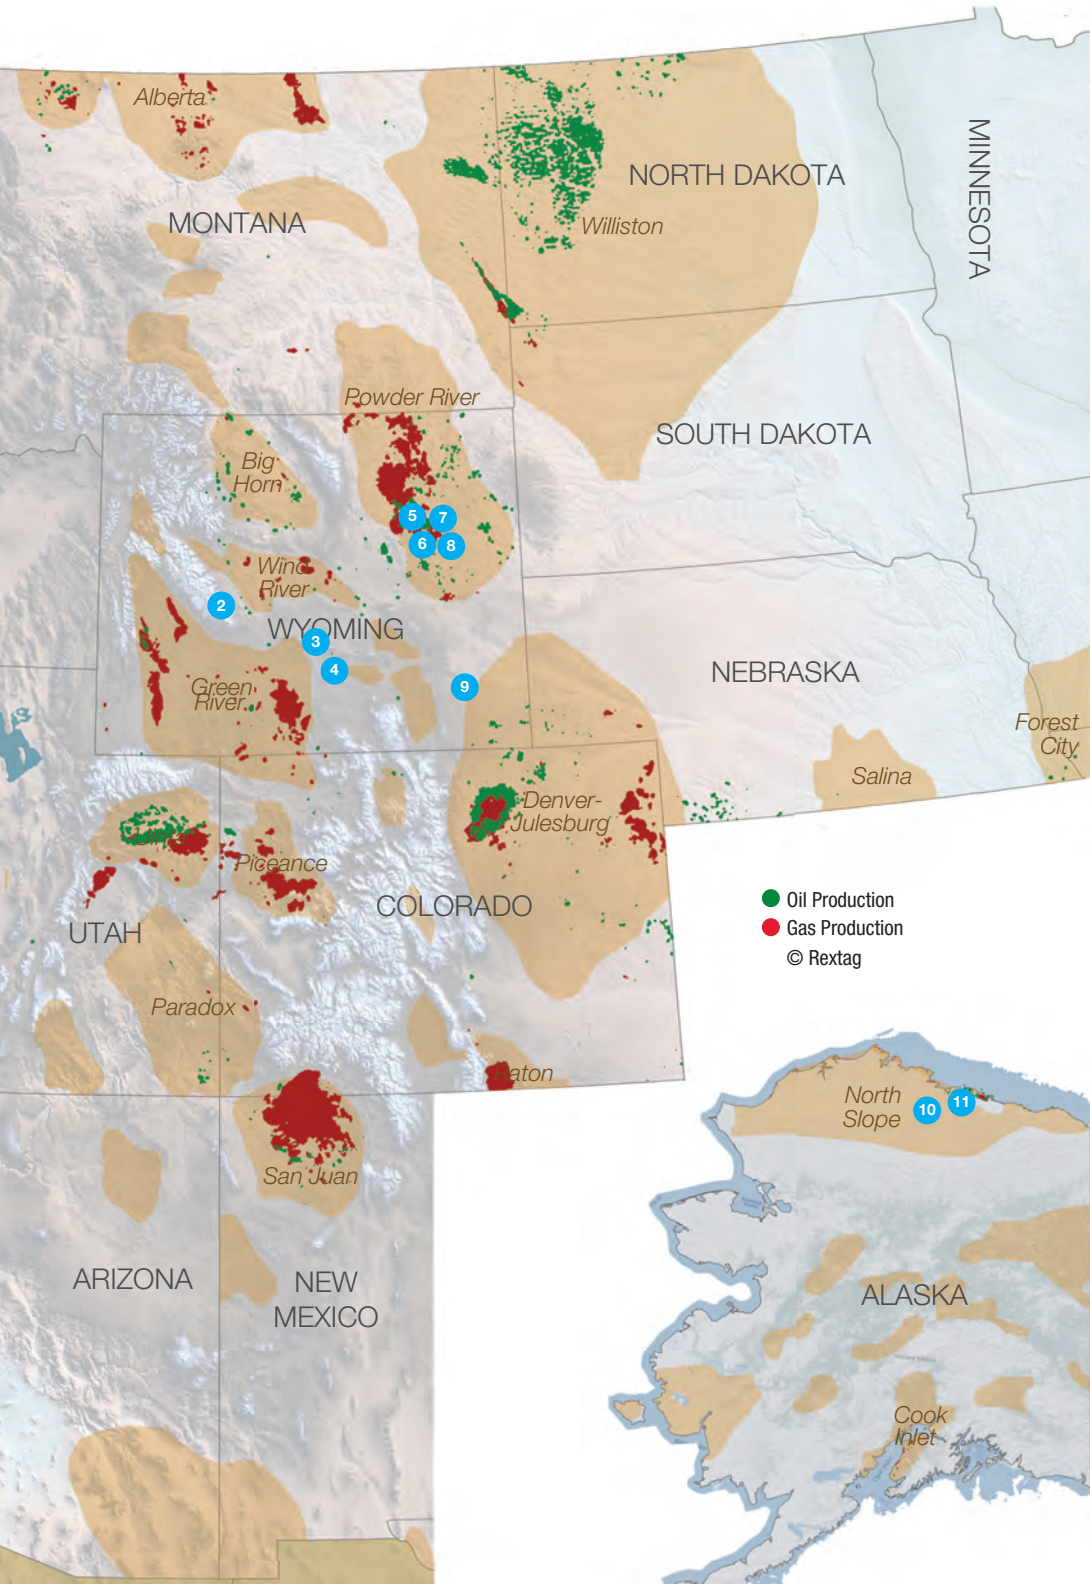 Alberta
MONTANA
NORTH DAKOTA
Williston
MINNESOTA
Powder River
SOUTH DAKOTA
Big
Horn
5
7
6
8
Wind
River
2
WYOMING
3
4
9
Green
River
NEBRASKA
Forest
City
Salina
Denver-
Julesburg
Uinta
Piceance
COLORADO
UTAH
Oil Production
Gas Production
© Rextag
Paradox
Raton
San Juan
North
Slope
10
11
ARIZONA
NEW
MEXICO
ALASKA
Cook
Inlet